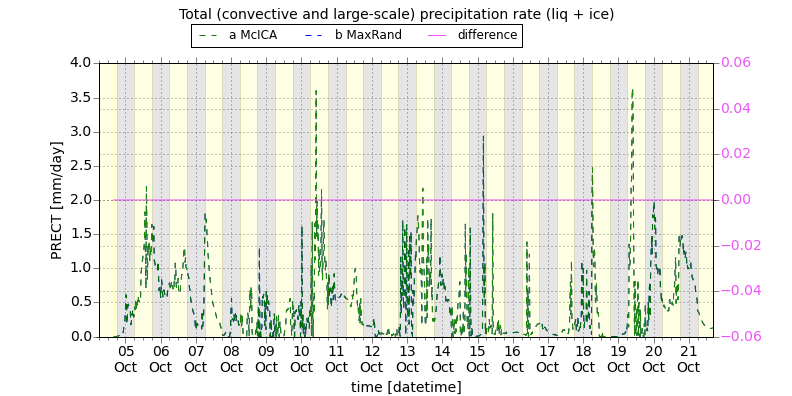 Total (convective and large-scale) precipitation rate (liq + ice)
a McICA b MaxRand difference
4.0 3.5 3.0 2.5 2.0 1.5 1.0 0.5 0.0
PRECT [mm/day]
0.06 0.04 0.02 0.00 −0.02 −0.04 −0.06
05 06 07 08 09 10 11 12 13 14 15 16 17 18 19 20 21
Oct Oct Oct Oct Oct Oct Oct Oct Oct Oct Oct Oct Oct Oct Oct Oct Oct
time [datetime]